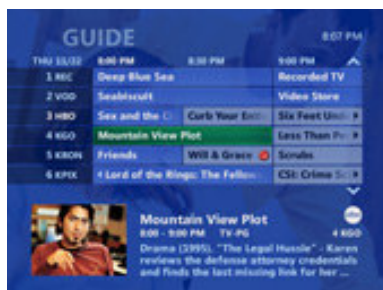 GUIDE 8:07 PM
THU 11/22 8:00 PM 8:30 PM 9:00 PM
1 REC Deep Blue Sea Recorded TV
2 VOD Seabiscuit Video Store
3 HBO Sex and the Ci Curb Your Ent Six Feet Und
4 KGO Mountain View Plot Less Than Pe
5 KRON Friends Will & Grace Scrubs
6 KPIX Lord of the Rings: The Fellow CSI: Crime Sc
Mountain View Plot
8:00 - 9:00 PM TV-PG 4 KGO
Drama (1995). "The Legal Hussle" - Karen
reviews the defense attorney credentials
and finds the last missing link for her ...